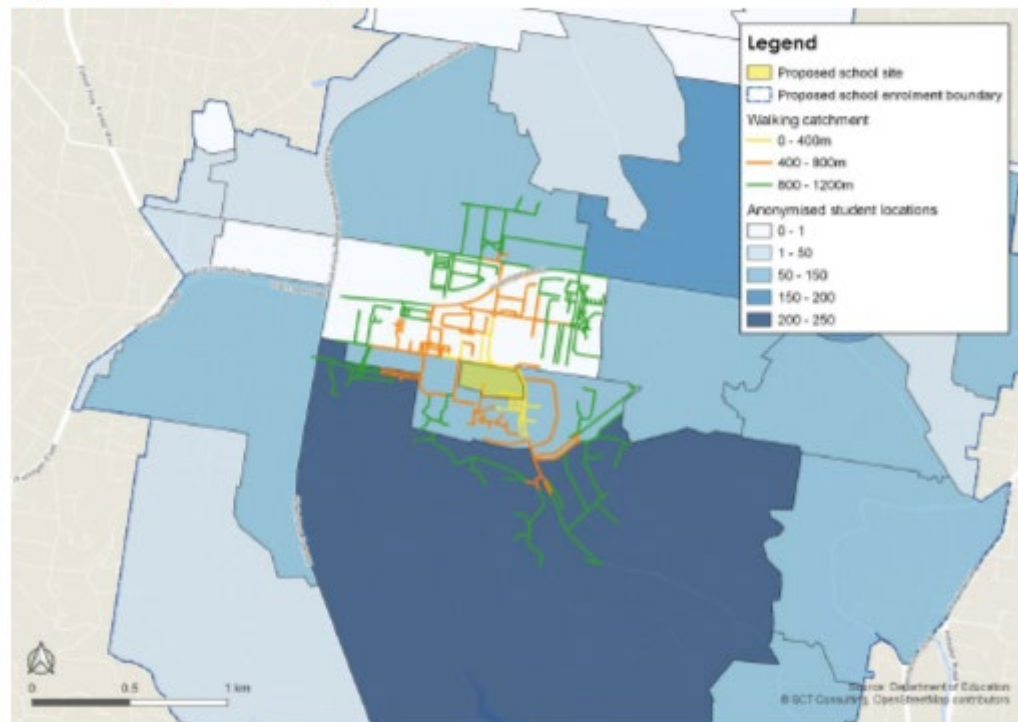 Legend
Proposed school site
Proposed school enrolment boundary
Walking catchment
0 - 400m
400 - 800m
800 - 1200m
Anonymised student locations
0 - 1
1 - 50
50 - 150
150 - 200
200 - 250
0
0.5
1 km
Source: Department of Education
© SCT Consulting, OpenStreetMap contributors